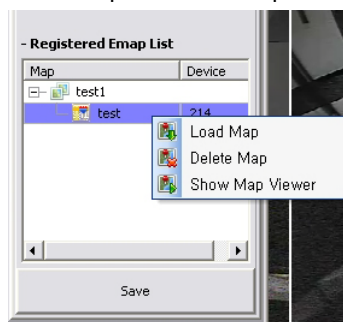 - Registered Emap List
Map Device
test1
test 214
Load Map
Delete Map
Show Map Viewer
Save